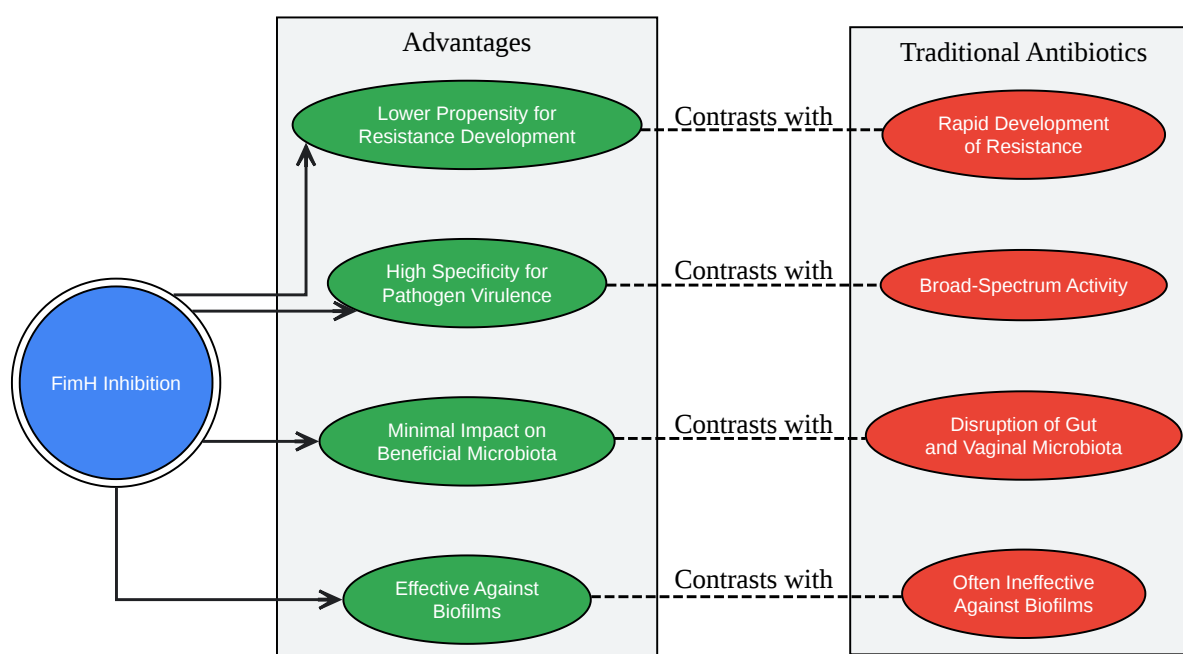 Advantages
Traditional Antibiotics
Lower Propensity for
Resistance Development
Contrasts with
Rapid Development
of Resistance
High Specificity for
Pathogen Virulence
Contrasts with
Broad-Spectrum Activity
FimH Inhibition
Minimal Impact on
Beneficial Microbiota
Contrasts with
Disruption of Gut
and Vaginal Microbiota
Effective Against
Biofilms
Contrasts with
Often Ineffective
Against Biofilms